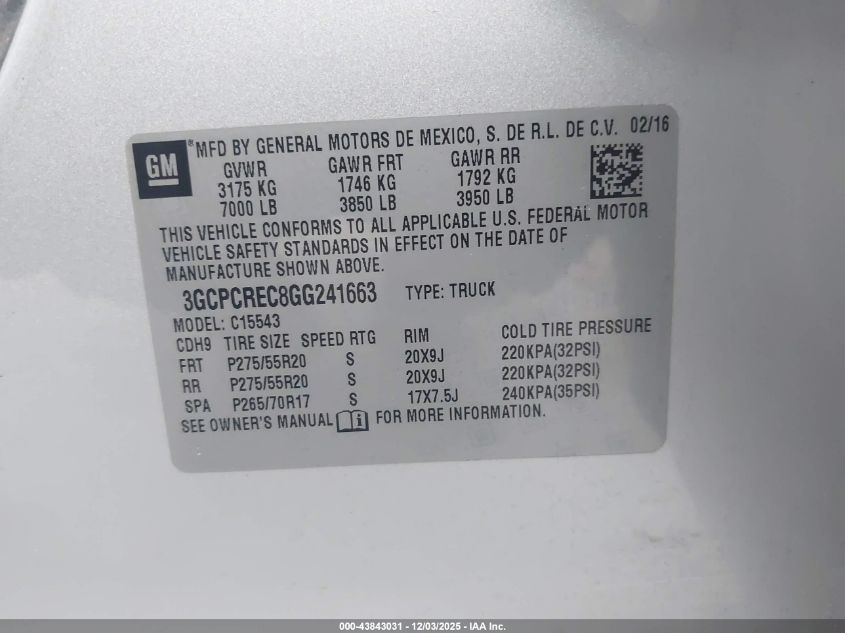 GM
®MFD BY GENERAL MOTORS DE MEXICO, S. DE R.L. DE C.V. 02/16
GVWR GAWR FRT GAWR RR
3175 KG 1746 KG 1792 KG
7000 LB 3850 LB 3950 LB
THIS VEHICLE CONFORMS TO ALL APPLICABLE U.S. FEDERAL MOTOR
VEHICLE SAFETY STANDARDS IN EFFECT ON THE DATE OF
MANUFACTURE SHOWN ABOVE.
3GCPCREC8GG241663 TYPE: TRUCK
MODEL: C15543
CDH9 TIRE SIZE SPEED RTG RIM COLD TIRE PRESSURE
FRT P275/55R20 S 20X9J 220KPA(32PSI)
RR P275/55R20 S 20X9J 220KPA(32PSI)
SPA P265/70R17 S 17X7.5J 240KPA(35PSI)
SEE OWNER'S MANUAL FOR MORE INFORMATION.
000-43843031 - 12/03/2025 - IAA Inc.